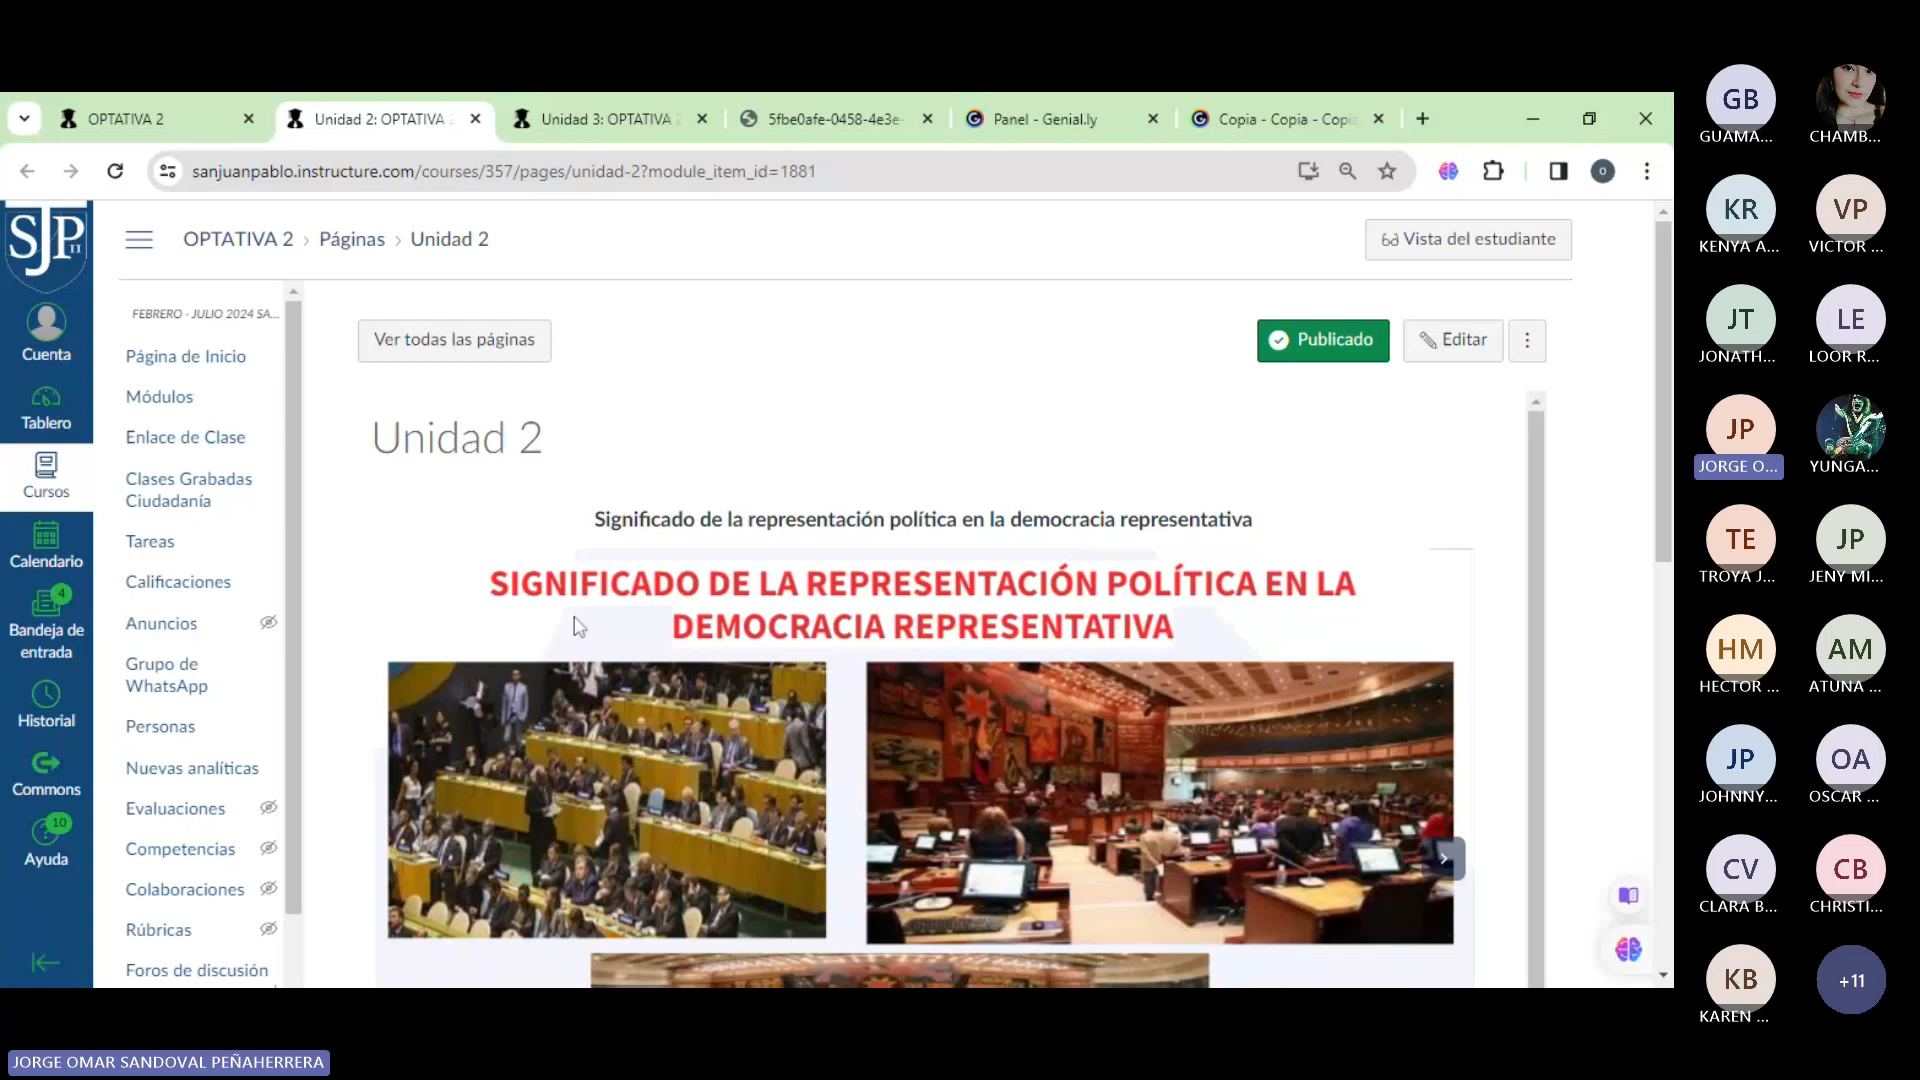 OPTATIVA 2
Unidad 2: OPTATIVA 2
Unidad 3: OPTATIVA 2
5fbe0afe-0458-4e3e-
Panel - Genial.ly
Copia - Copia - Copia
sanjuanpablo.instructure.com/courses/357/pages/unidad-2?module_item_id=1881
O
SJP II
OPTATIVA 2 › Páginas › Unidad 2
Vista del estudiante
Cuenta
Tablero
Cursos
Calendario
4
Bandeja de
entrada
Historial
Commons
10
Ayuda
FEBRERO - JULIO 2024 SA...
Página de Inicio
Módulos
Enlace de Clase
Clases Grabadas
Ciudadanía
Tareas
Calificaciones
Anuncios
Grupo de
WhatsApp
Personas
Nuevas analíticas
Evaluaciones
Competencias
Colaboraciones
Rúbricas
Foros de discusión
Ver todas las páginas
Publicado
Editar
Unidad 2
Significado de la representación política en la democracia representativa
SIGNIFICADO DE LA REPRESENTACIÓN POLÍTICA EN LA
DEMOCRACIA REPRESENTATIVA
GB
GUAMA...
CHAMB...
KR
KENYA A...
VP
VICTOR ...
JT
JONATH...
LE
LOOR R...
JP
JORGE O...
YUNGA...
TE
TROYA J...
JP
JENY MI...
HM
HECTOR ...
AM
ATUNA ...
JP
JOHNNY...
OA
OSCAR ...
CV
CLARA B...
CB
CHRISTI...
KB
KAREN ...
+11
JORGE OMAR SANDOVAL PEÑAHERRERA